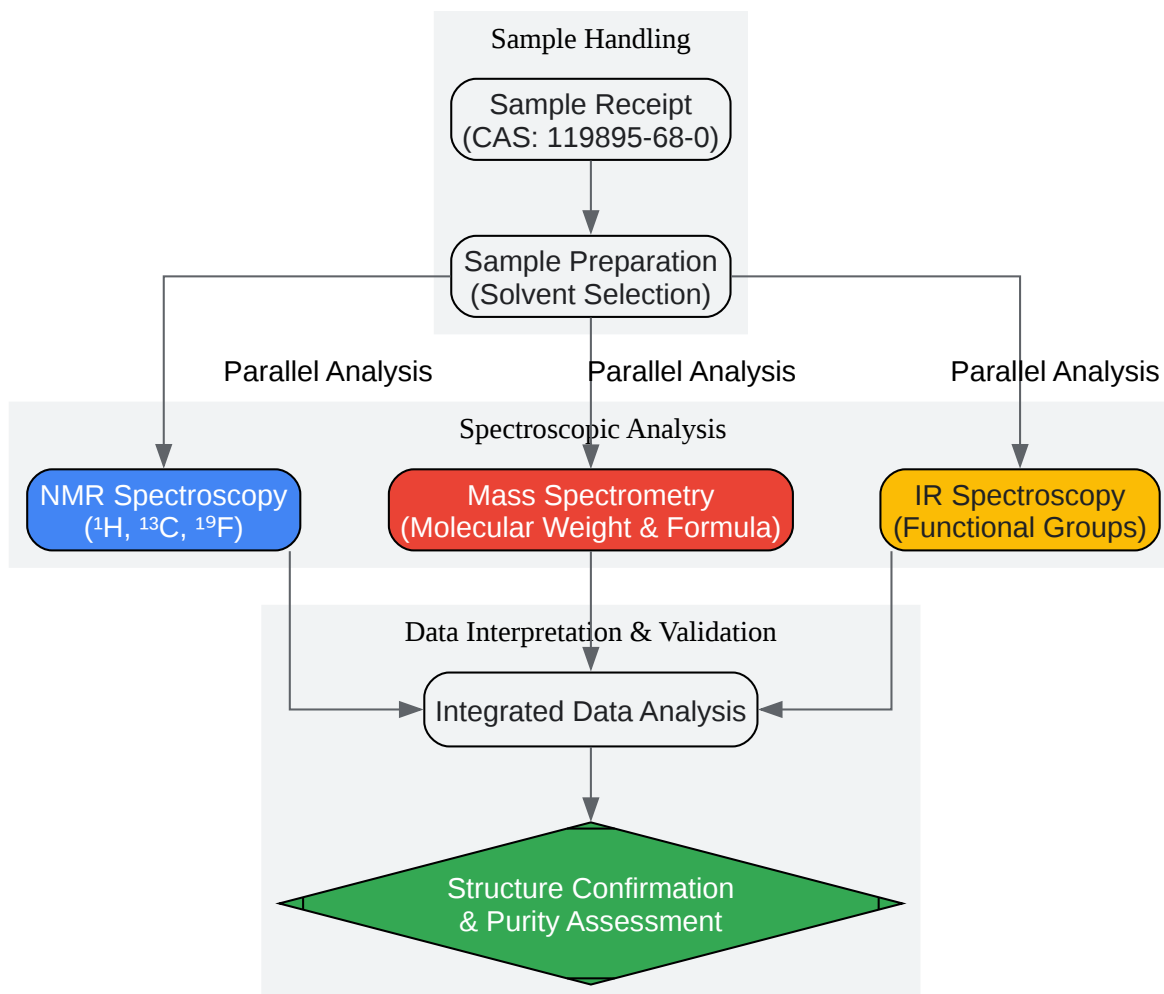 Sample Handling
Sample Receipt
(CAS: 119895-68-0)
Sample Preparation
(Solvent Selection)
Parallel Analysis
Parallel Analysis
Parallel Analysis
Spectroscopic Analysis
NMR Spectroscopy
(¹H, ¹³C, ¹⁹F)
Mass Spectrometry
(Molecular Weight & Formula)
IR Spectroscopy
(Functional Groups)
Data Interpretation & Validation
Integrated Data Analysis
Structure Confirmation
& Purity Assessment